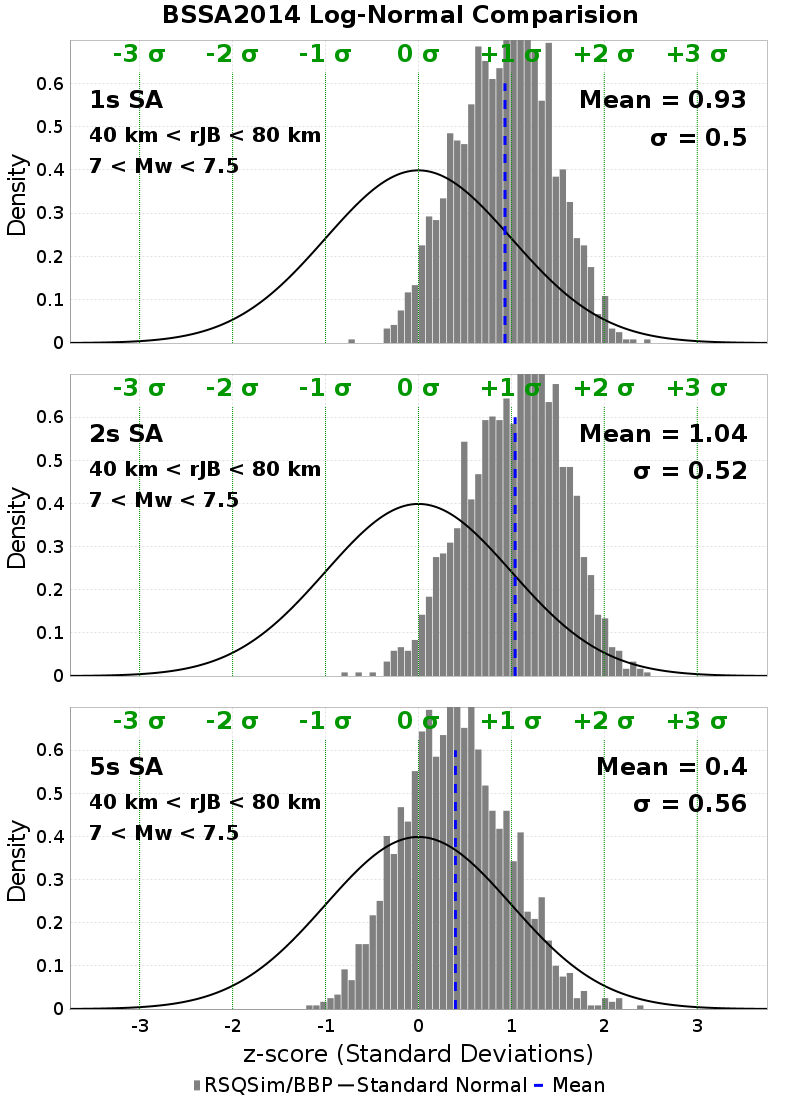 BSSA2014 Log-Normal Comparision
-3 σ -2 σ -1 σ 0 σ +1 σ +2 σ +3 σ
1s SA
Mean = 0.93
40 km < rJB < 80 km
σ = 0.5
7 < Mw < 7.5
Density
0.6
0.5
0.4
0.3
0.2
0.1
0
-3 σ -2 σ -1 σ 0 σ +1 σ +2 σ +3 σ
2s SA
Mean = 1.04
40 km < rJB < 80 km
σ = 0.52
7 < Mw < 7.5
Density
0.6
0.5
0.4
0.3
0.2
0.1
0
-3 σ -2 σ -1 σ 0 σ +1 σ +2 σ +3 σ
5s SA
Mean = 0.4
40 km < rJB < 80 km
σ = 0.56
7 < Mw < 7.5
Density
0.6
0.5
0.4
0.3
0.2
0.1
0
-3 -2 -1 0 1 2 3
z-score (Standard Deviations)
RSQSim/BBP Standard Normal Mean